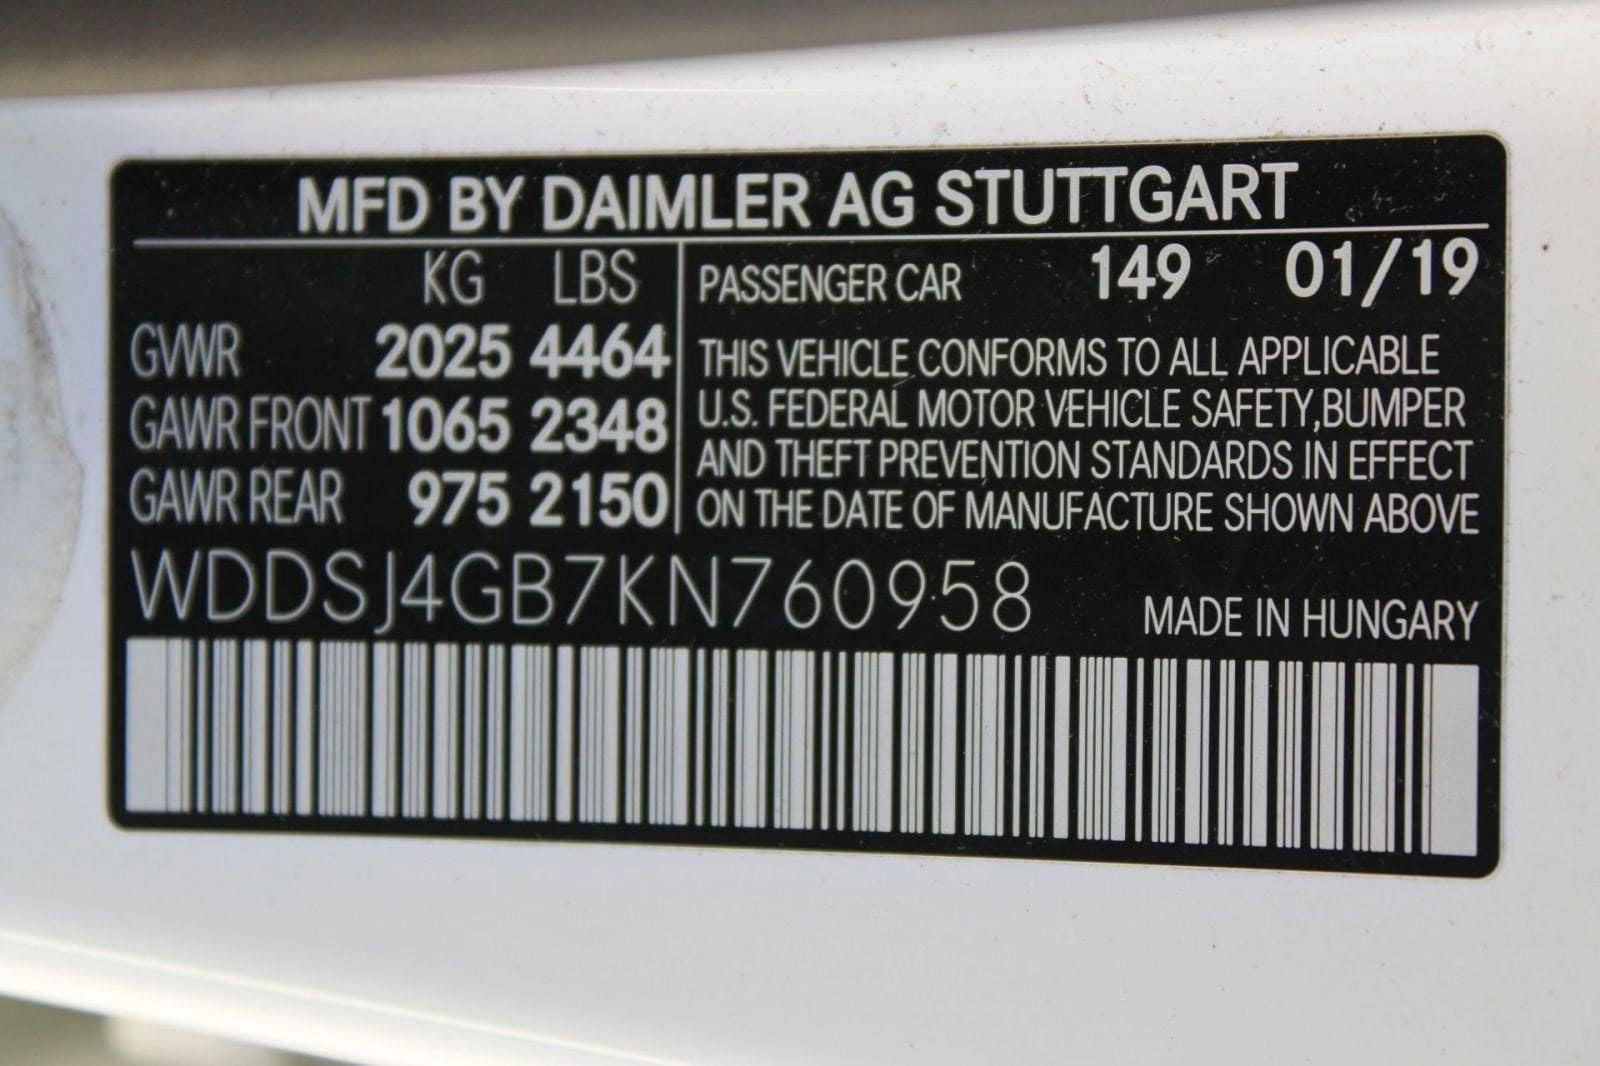 MFD BY DAIMLER AG STUTTGART
KG LBS
GVWR 2025 4464
GAWR FRONT 1065 2348
GAWR REAR 975 2150
PASSENGER CAR 149 01/19
THIS VEHICLE CONFORMS TO ALL APPLICABLE
U.S. FEDERAL MOTOR VEHICLE SAFETY,BUMPER
AND THEFT PREVENTION STANDARDS IN EFFECT
ON THE DATE OF MANUFACTURE SHOWN ABOVE
WDDSJ4GB7KN760958
MADE IN HUNGARY